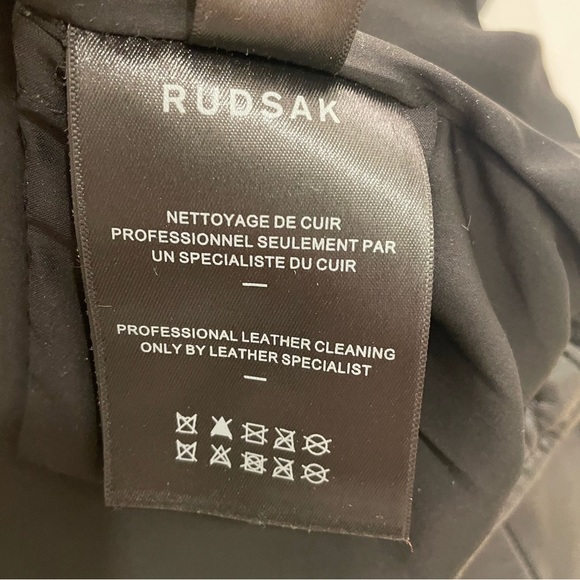 RUDSAK
NETTOYAGE DE CUIR
PROFESSIONNEL SEULEMENT PAR
UN SPECIALISTE DU CUIR
PROFESSIONAL LEATHER CLEANING
ONLY BY LEATHER SPECIALIST